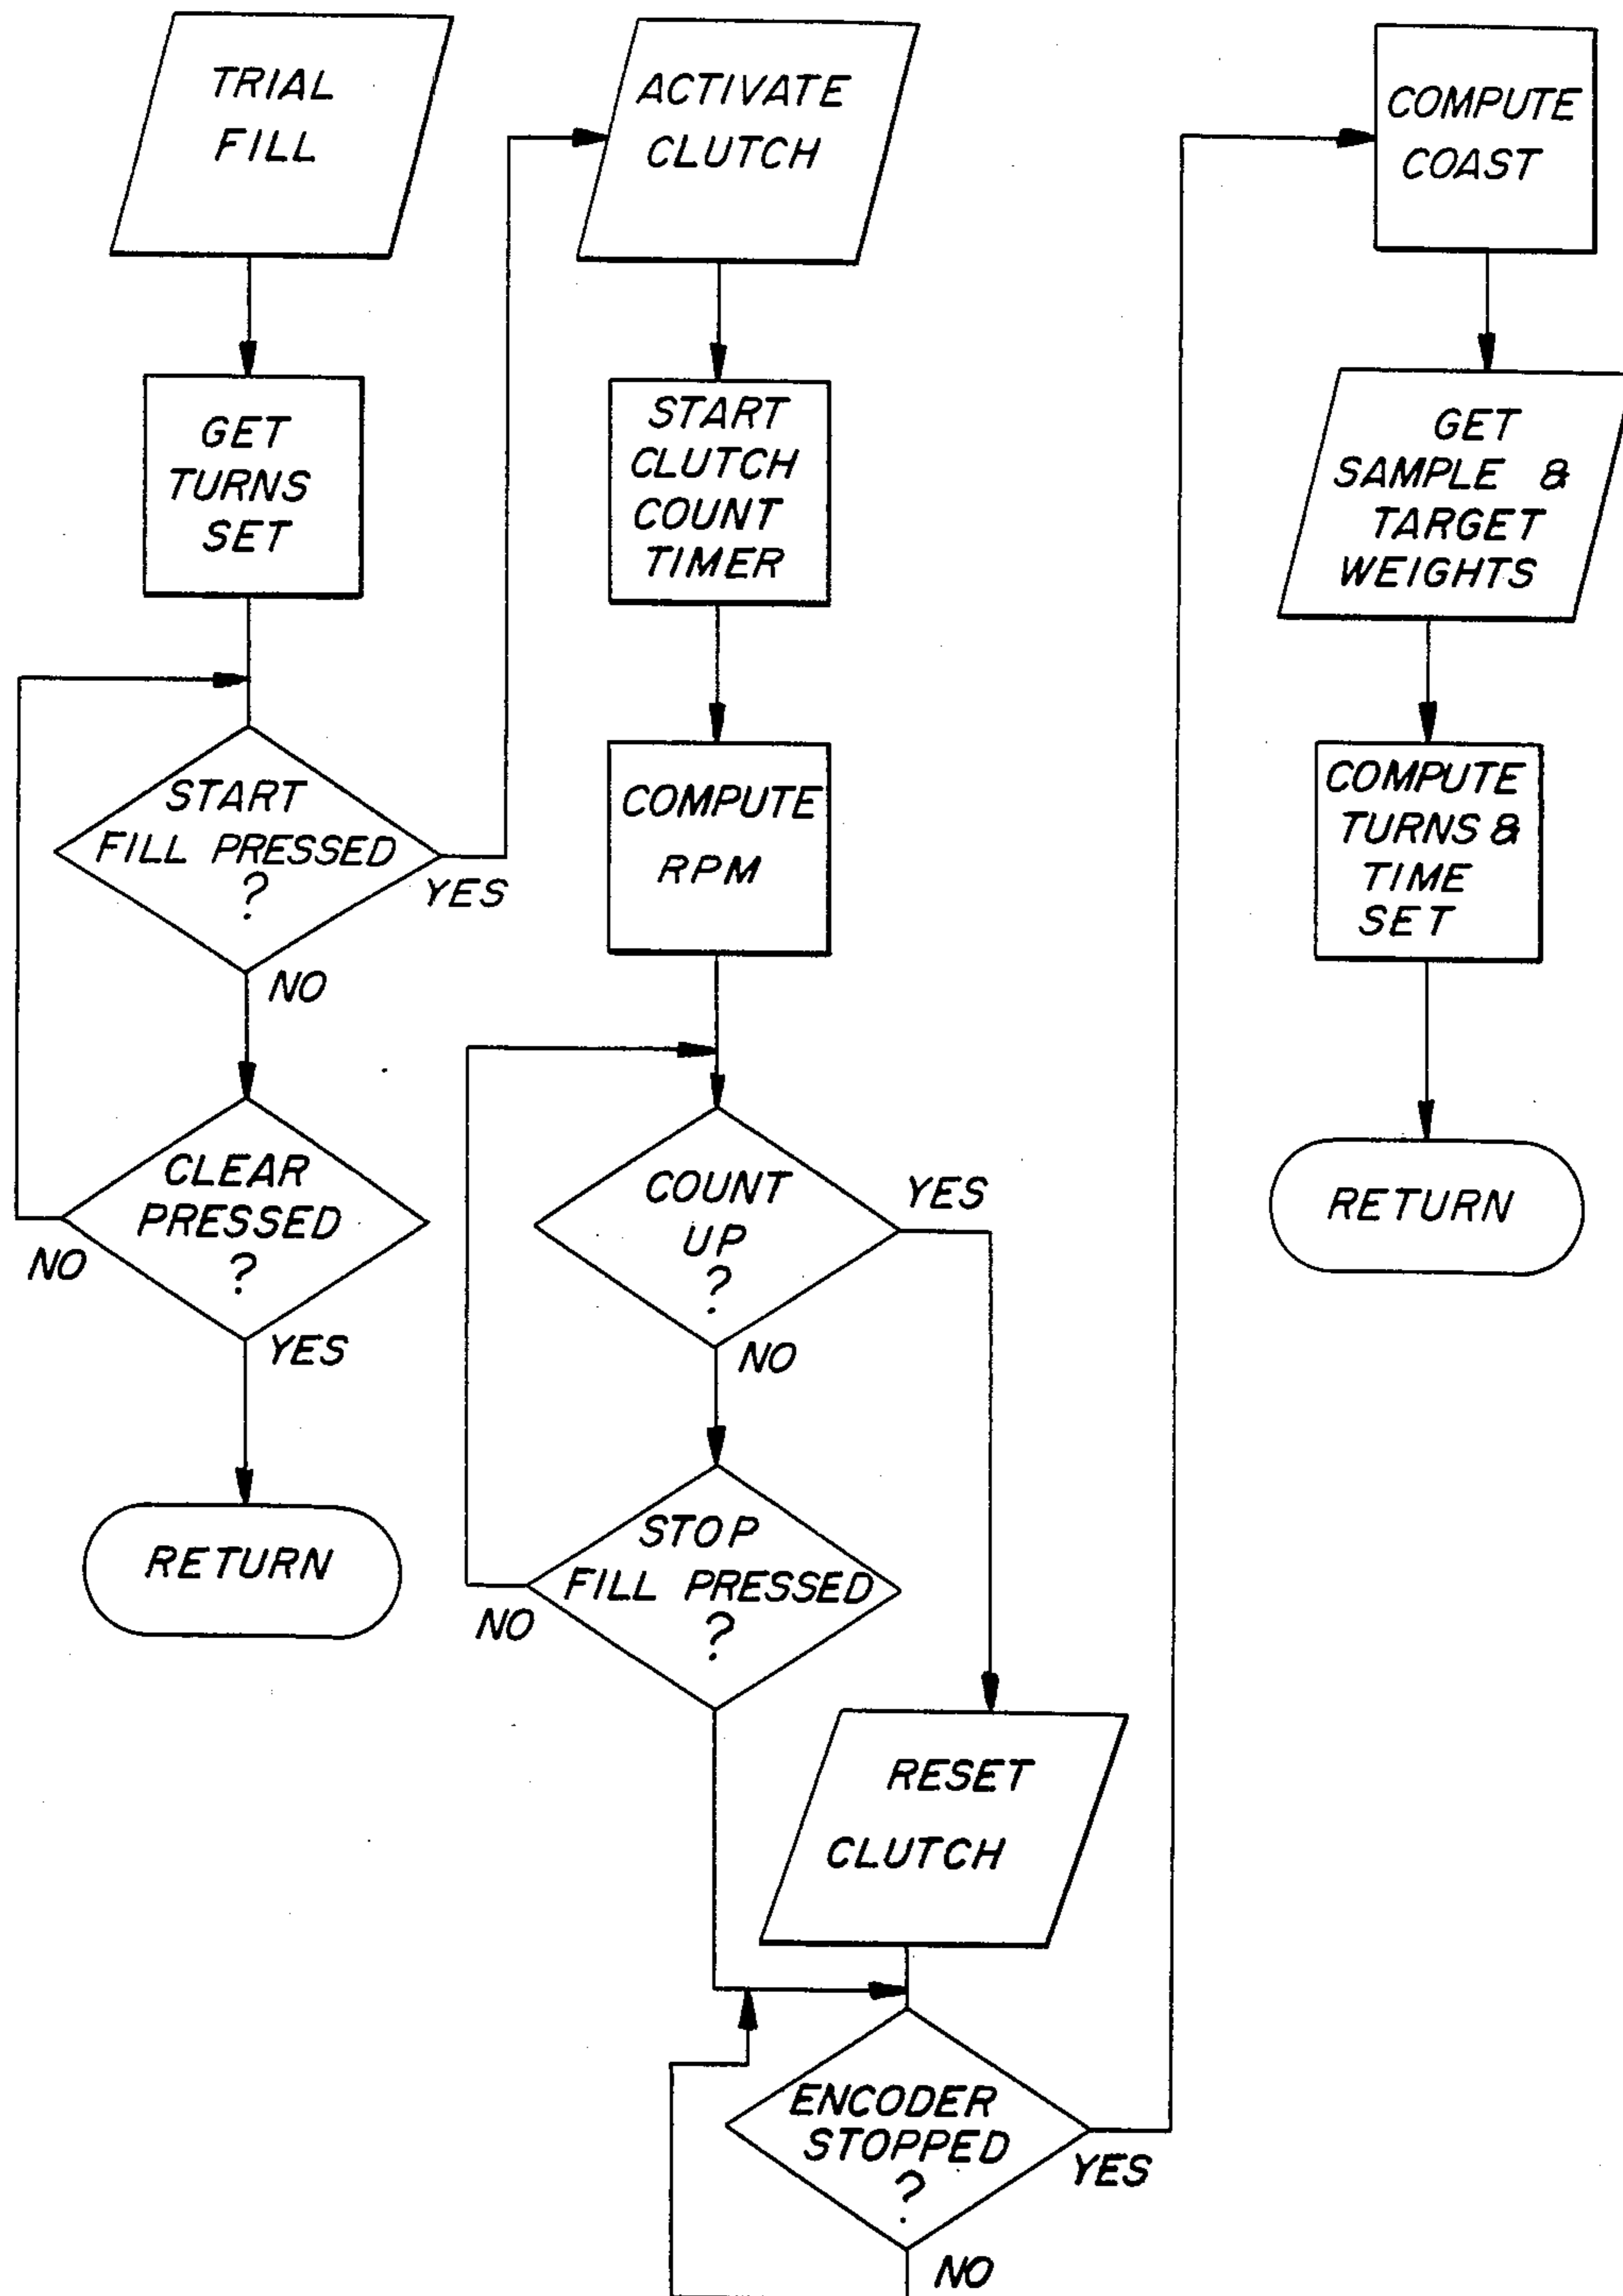 TRIAL
FILL
GET
TURNS
SET
START
FILL PRESSED
?
YES
NO
CLEAR
PRESSED
?
NO
YES
RETURN
ACTIVATE
CLUTCH
START
CLUTCH
COUNT
TIMER
COMPUTE
RPM
COUNT
UP
?
YES
NO
STOP
FILL PRESSED
?
NO
RESET
CLUTCH
ENCODER
STOPPED
?
YES
NO
COMPUTE
COAST
GET
SAMPLE &
TARGET
WEIGHTS
COMPUTE
TURNS &
TIME
SET
RETURN